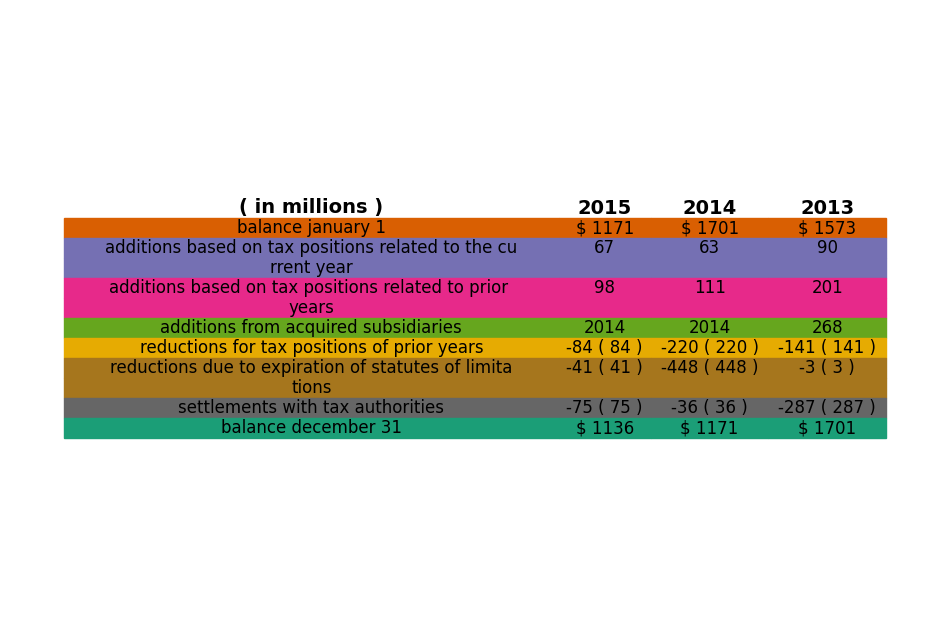 ( in millions ) 2015 2014 2013
balance january 1 $ 1171 $ 1701 $ 1573
additions based on tax positions related to the cu 67 63 90
rrent year
additions based on tax positions related to prior 98 111 201
years
additions from acquired subsidiaries 2014 2014 268
reductions for tax positions of prior years -84 ( 84 ) -220 ( 220 ) -141 ( 141 )
reductions due to expiration of statutes of limita -41 ( 41 ) -448 ( 448 ) -3 ( 3 )
tions
settlements with tax authorities -75 ( 75 ) -36 ( 36 ) -287 ( 287 )
balance december 31 $ 1136 $ 1171 $ 1701